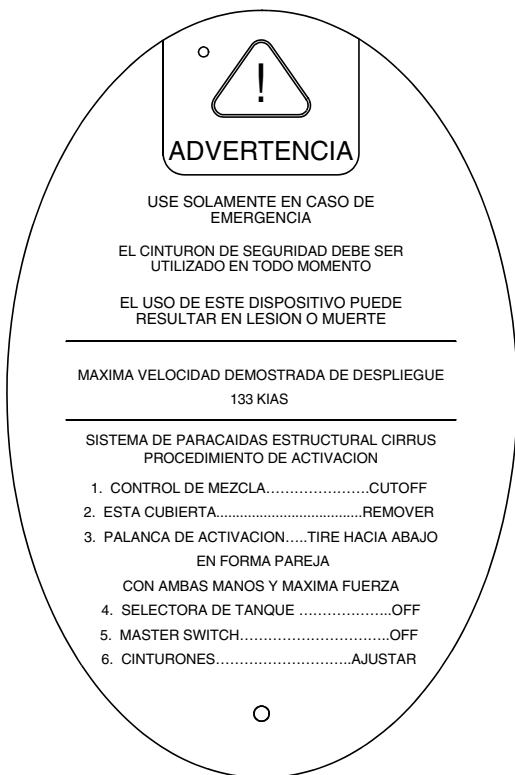 !
ADVERTENCIA
USE SOLAMENTE EN CASO DE
EMERGENCIA
EL CINTURON DE SEGURIDAD DEBE SER
UTILIZADO EN TODO MOMENTO
EL USO DE ESTE DISPOSITIVO PUEDE
RESULTAR EN LESION O MUERTE
MAXIMA VELOCIDAD DEMOSTRADA DE DESPLIEGUE
133 KIAS
SISTEMA DE PARACAIDAS ESTRUCTURAL CIRRUS
PROCEDIMIENTO DE ACTIVACION
1. CONTROL DE MEZCLA…………………CUTOFF
2. ESTA CUBIERTA.....................................REMOVER
3. PALANCA DE ACTIVACION…..TIRE HACIA ABAJO
EN FORMA PAREJA
CON AMBAS MANOS Y MAXIMA FUERZA
4. SELECTORA DE TANQUE ………………..OFF
5. MASTER SWITCH…………………………..OFF
6. CINTURONES………………………..AJUSTAR